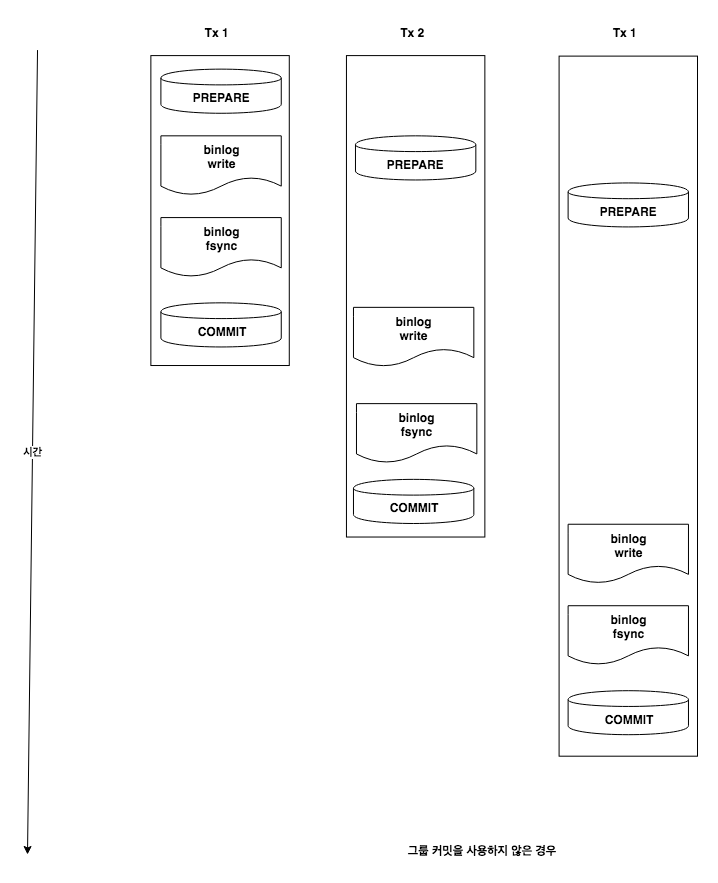 Tx 1
PREPARE
binlog
write
binlog
fsync
COMMIT
Tx 2
PREPARE
binlog
write
binlog
fsync
COMMIT
Tx 1
PREPARE
binlog
write
binlog
fsync
COMMIT
시간
그룹 커밋을 사용하지 않은 경우